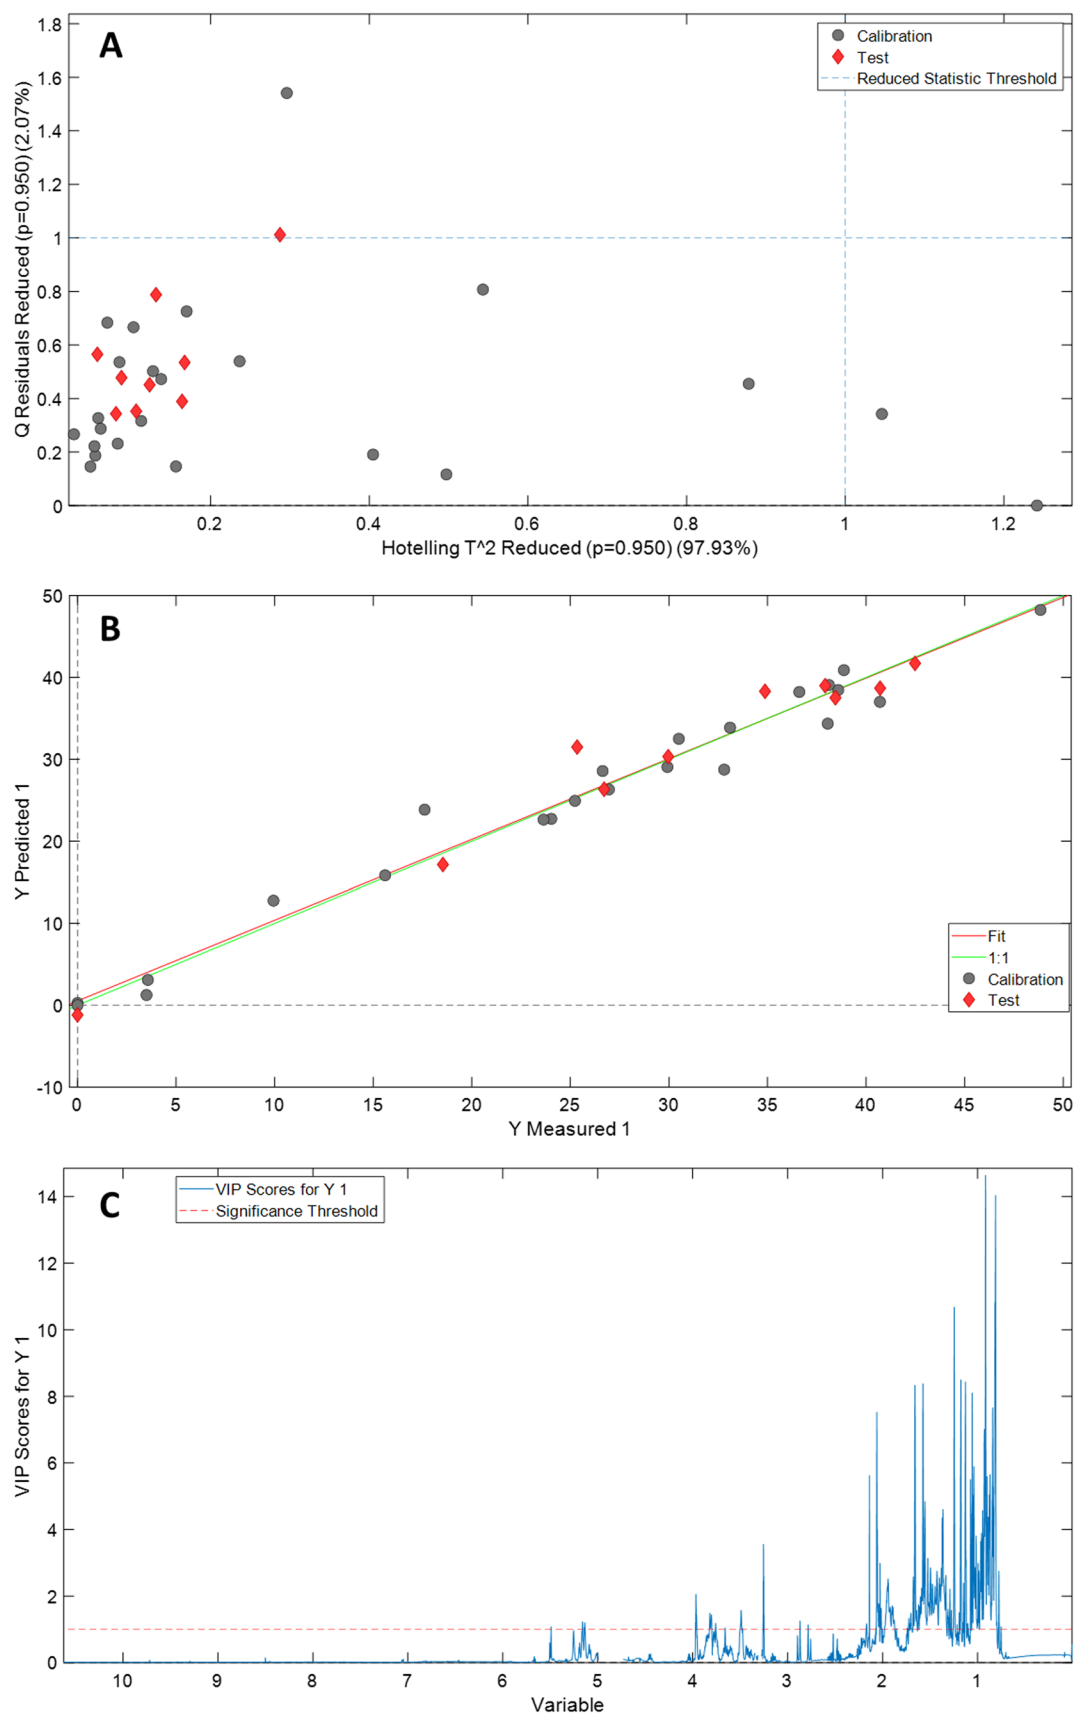 A
Calibration
Test
Reduced Statistic Threshold
Q Residuals Reduced (p=0.950) (2.07%)
1.8
1.6
1.4
1.2
1
0.8
0.6
0.4
0.2
0
0.2 0.4 0.6 0.8 1 1.2
Hotelling T^2 Reduced (p=0.950) (97.93%)
B
Y Predicted 1
50
40
30
20
10
0
-10
Fit
1:1
Calibration
Test
0 5 10 15 20 25 30 35 40 45 50
Y Measured 1
C
VIP Scores for Y 1
Significance Threshold
VIP Scores for Y 1
14
12
10
8
6
4
2
0
10 9 8 7 6 5 4 3 2 1
Variable